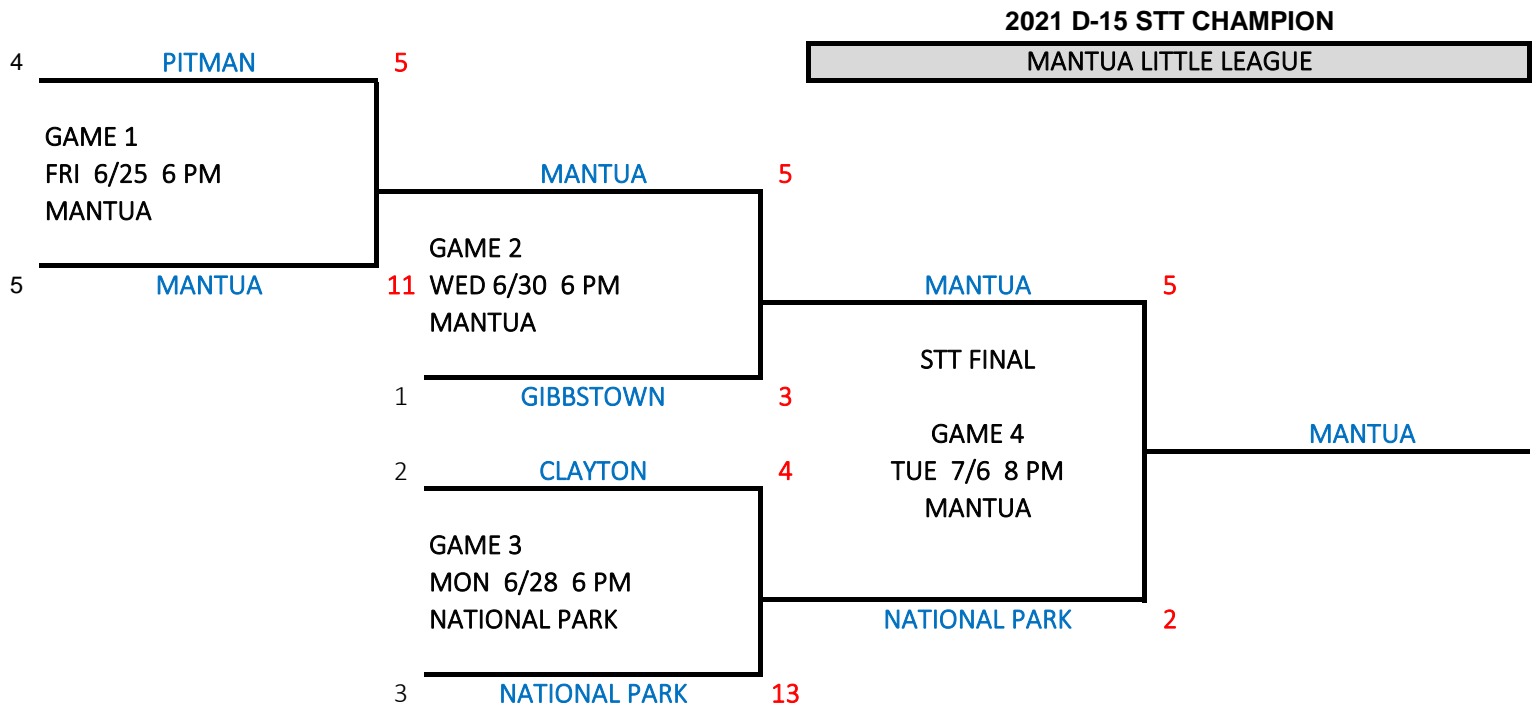 2021 D-15 STT CHAMPION
MANTUA LITTLE LEAGUE
4 PITMAN 5
GAME 1
FRI 6/25 6 PM
MANTUA
5 MANTUA 11
MANTUA 5
GAME 2
WED 6/30 6 PM
MANTUA
1 GIBBSTOWN 3
2 CLAYTON 4
GAME 3
MON 6/28 6 PM
NATIONAL PARK
3 NATIONAL PARK 13
MANTUA 5
STT FINAL
GAME 4
TUE 7/6 8 PM
MANTUA
NATIONAL PARK 2
MANTUA